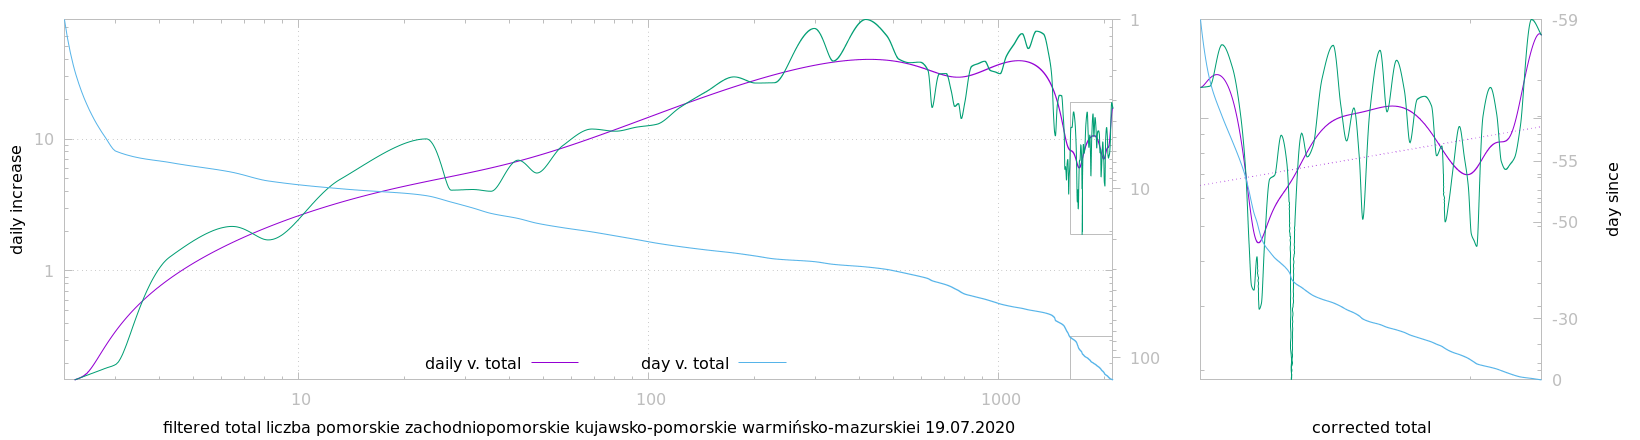 1
-59
10
daily increase
-55
10
day since
-50
1
-30
daily v. total
day v. total
100
0
10
100
1000
filtered total liczba pomorskie zachodniopomorskie kujawsko-pomorskie warmińsko-mazurskiei 19.07.2020
corrected total